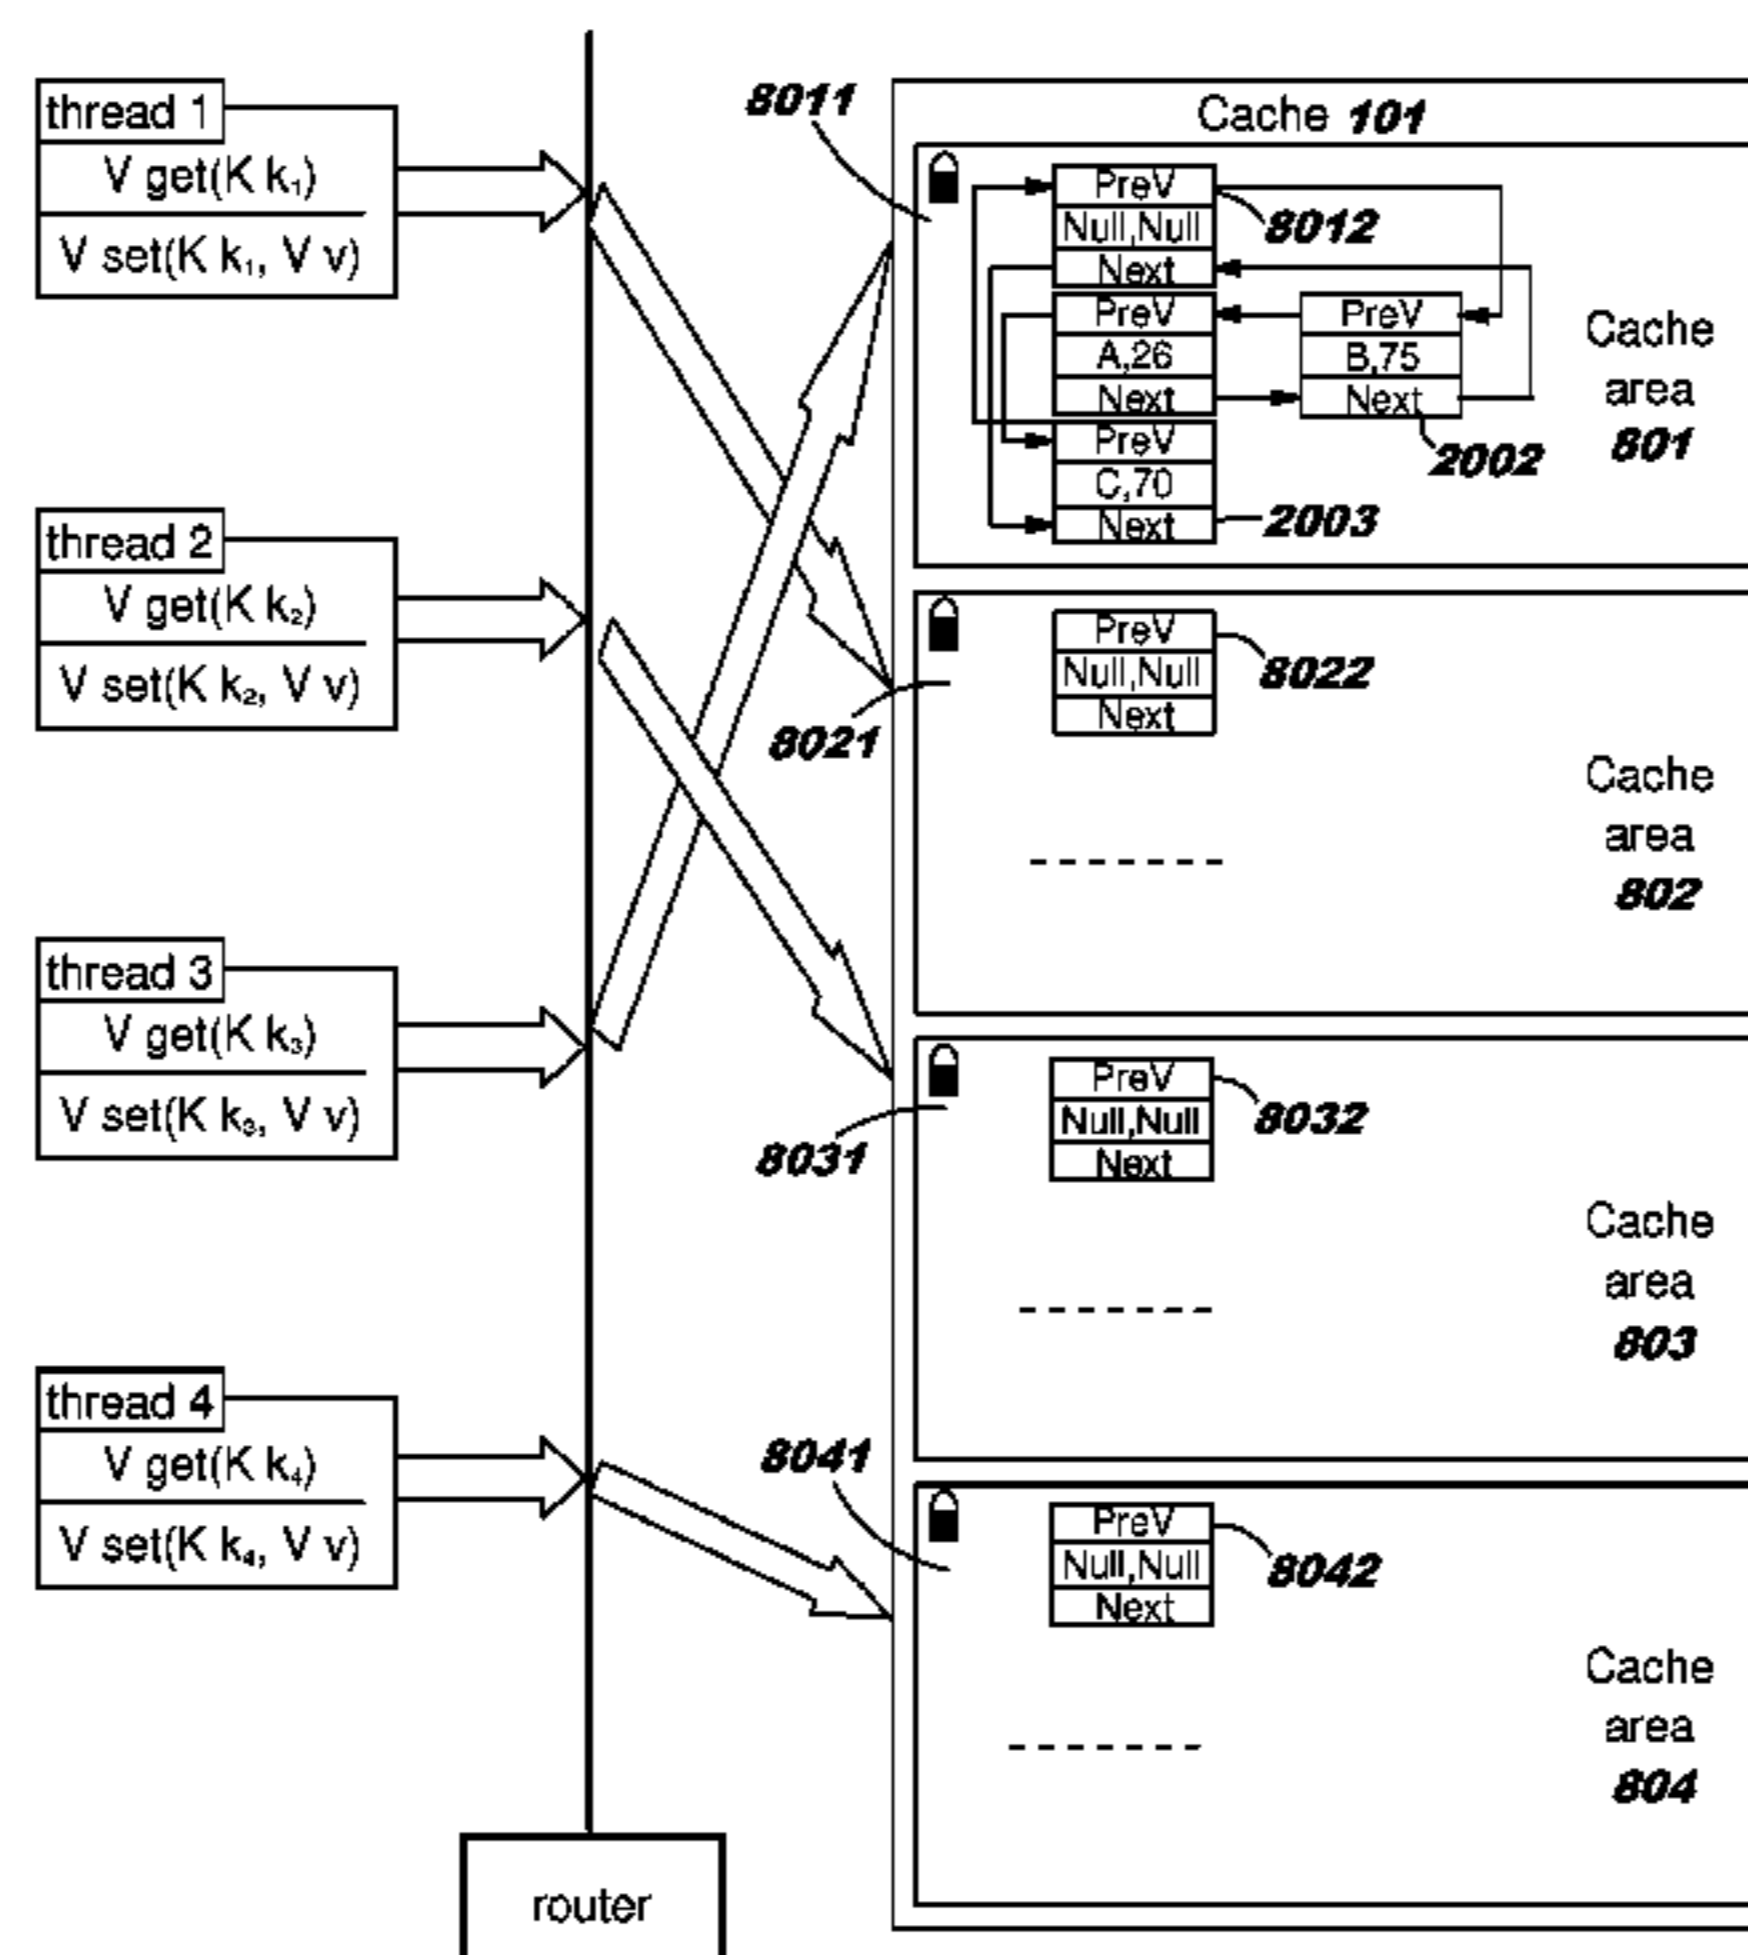 thread 1
V get(K k₁)
V set(K k₁, V v)
thread 2
V get(K k₂)
V set(K k₂, V v)
thread 3
V get(K k₃)
V set(K k₃, V v)
thread 4
V get(K k₄)
V set(K k₄, V v)
router
Cache 101
8011
PreV
Null,Null
Next
8012
PreV
A,26
Next
PreV
B,75
Next
2002
PreV
C,70
Next
2003
Cache
area
801
8021
PreV
Null,Null
Next
8022
Cache
area
802
8031
PreV
Null,Null
Next
8032
Cache
area
803
8041
PreV
Null,Null
Next
8042
Cache
area
804